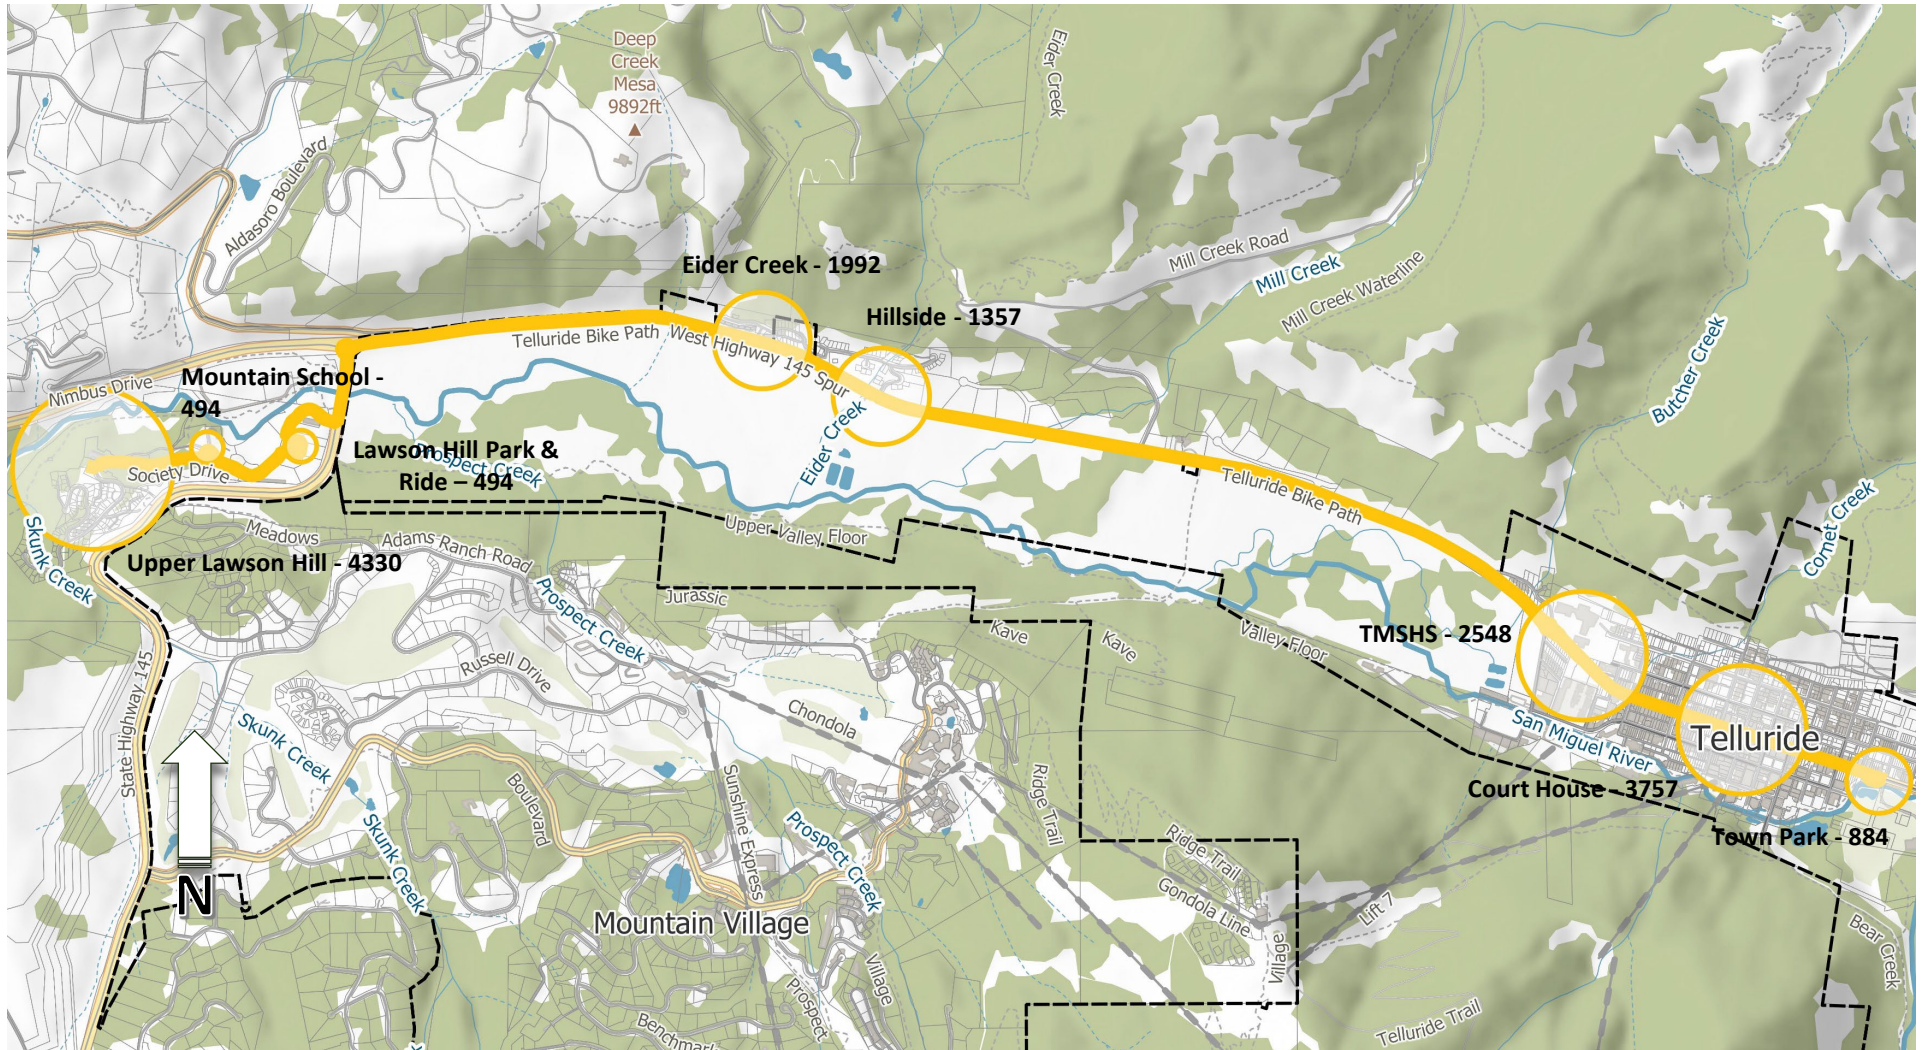 Deep
Creek
Mesa
9892ft
Eider Creek
Aldasoro Boulevard
Mill Creek Road
Mill Creek
Mill Creek Waterline
Butcher Creek
Comet Creek
Eider Creek - 1992
Hillside - 1357
Telluride Bike Path
West Highway 145 Spur
Nimbus Drive
Mountain School -
494
Lawson Hill Park &
Ride – 494
Prospect Creek
Society Drive
Eider Creek
Telluride Bike Path
Skunk Creek
Meadows
Adams Ranch Road
Upper Valley Floor
Upper Lawson Hill - 4330
Prospect Creek
Jurassic
Kave
Kave
Valley Floor
TMSHS - 2548
Russell Drive
State Highway 145
Skunk Creek
Chondola
San Miguel River
Telluride
Court House - 3757
Town Park - 884
Boulevard
Sunshine Express
Ridge Trail
Skunk Creek
Prospect Creek
Ridge Trail
Gondola Line
Lift 7
N
Mountain Village
Village
Village
Bear Creek
Prospect
Benchmar
Telluride Trail